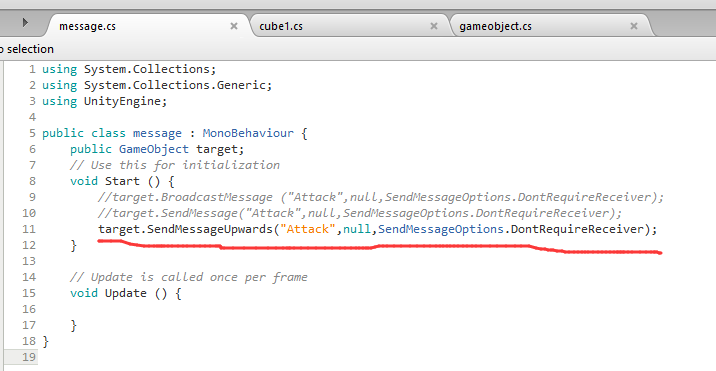 message.cs × cube1.cs × gameobject.cs ×
o selection
1 using System.Collections;
2 using System.Collections.Generic;
3 using UnityEngine;
4
5 public class message : MonoBehaviour {
6 public GameObject target;
7 // Use this for initialization
8 void Start () {
9 //target.BroadcastMessage ("Attack",null,SendMessageOptions.DontRequireReceiver);
10 //target.SendMessage("Attack",null,SendMessageOptions.DontRequireReceiver);
11 target.SendMessageUpwards("Attack",null,SendMessageOptions.DontRequireReceiver);
12 }
13
14 // Update is called once per frame
15 void Update () {
16
17 }
18 }
19